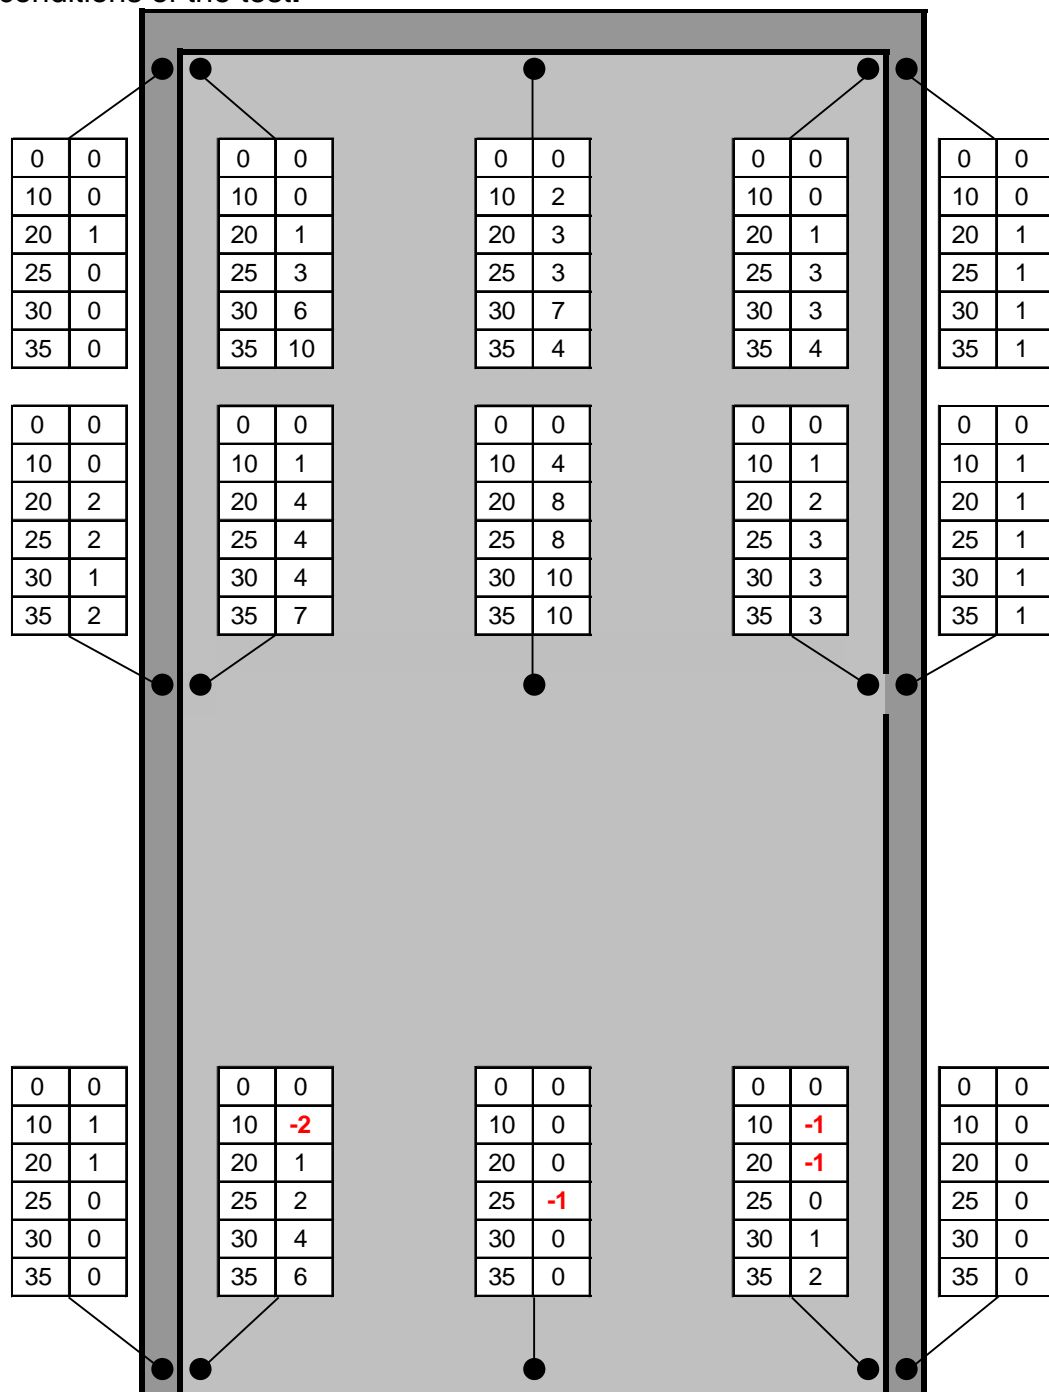 conditions of the test.
0 0 0 0 0 0 0 0 0 0
10 0 10 0 10 2 10 0 10 0
20 1 20 1 20 3 20 1 20 1
25 0 25 3 25 3 25 3 25 1
30 0 30 6 30 7 30 3 30 1
35 0 35 10 35 4 35 4 35 1
0 0 0 0 0 0 0 0 0 0
10 0 10 1 10 4 10 1 10 1
20 2 20 4 20 8 20 2 20 1
25 2 25 4 25 8 25 3 25 1
30 1 30 4 30 10 30 3 30 1
35 2 35 7 35 10 35 3 35 1
0 0 0 0 0 0 0 0 0 0
10 1 10 -2 10 0 10 -1 10 0
20 1 20 1 20 0 20 -1 20 0
25 0 25 2 25 -1 25 0 25 0
30 0 30 4 30 0 30 1 30 0
35 0 35 6 35 0 35 2 35 0